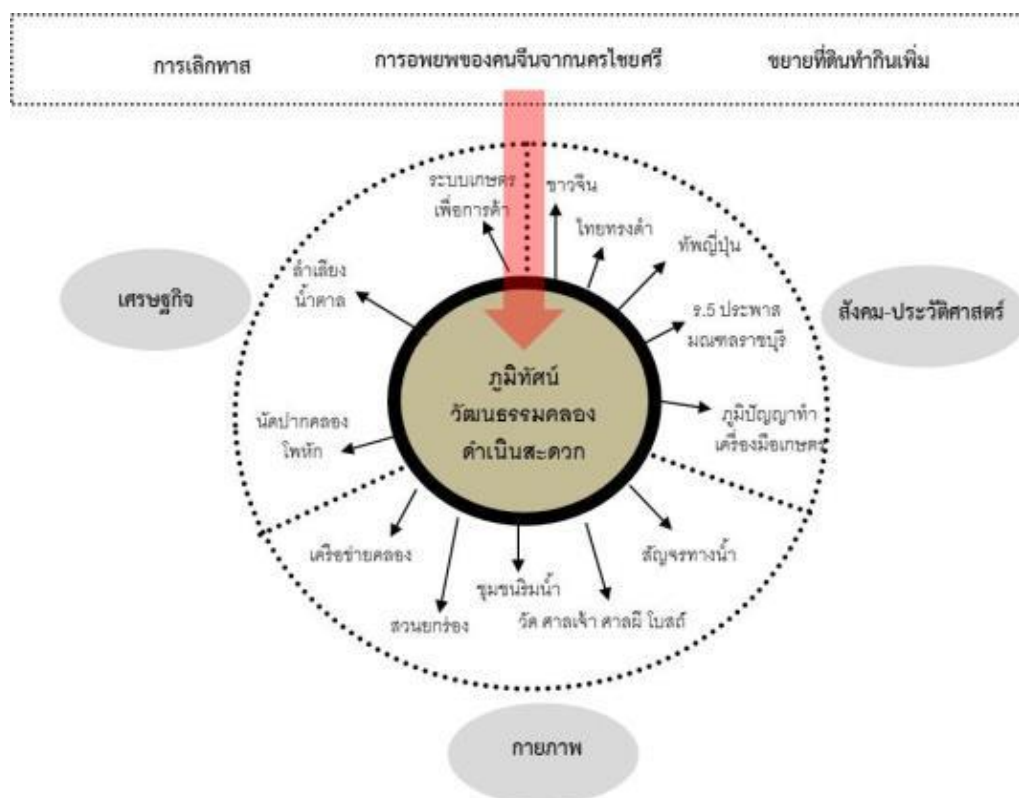 การเลิกทาส
การอพยพของคนจีนจากนครไชยศรี
ขยายที่ดินทำกินเพิ่ม
ระบบเกษตร
เพื่อการค้า
ชาวจีน
ไทยทรงดำ
ทัพญี่ปุ่น
ลำเลียง
น้ำตาล
เศรษฐกิจ
ร.5 ประพาส
มณฑลราชบุรี
สังคม-ประวัติศาสตร์
ภูมิทัศน์
วัฒนธรรมคลอง
ดำเนินสะดวก
นัดปากคลอง
โพหัก
ภูมิปัญญาทำ
เครื่องมือเกษตร
เครือข่ายคลอง
สัญจรทางน้ำ
ชุมชนริมน้ำ
สวนยกร่อง
วัด ศาลเจ้า ศาลผี โบสถ์
กายภาพ